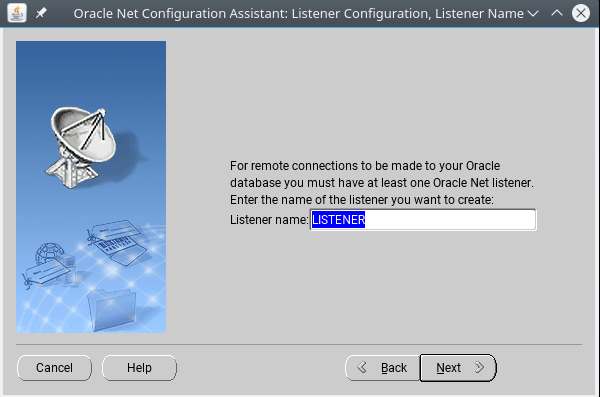 Oracle Net Configuration Assistant: Listener Configuration, Listener Name
For remote connections to be made to your Oracle
database you must have at least one Oracle Net listener.
Enter the name of the listener you want to create:
Listener name: LISTENER
Cancel
Help
Back
Next